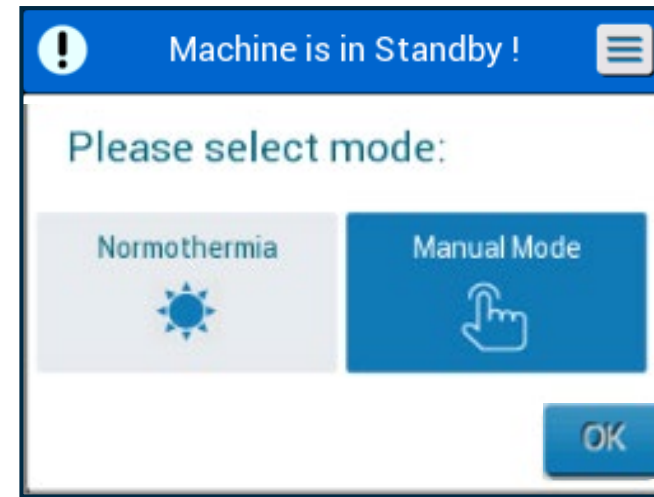 Machine is in Standby !
Please select mode:
Normothermia
Manual Mode
OK